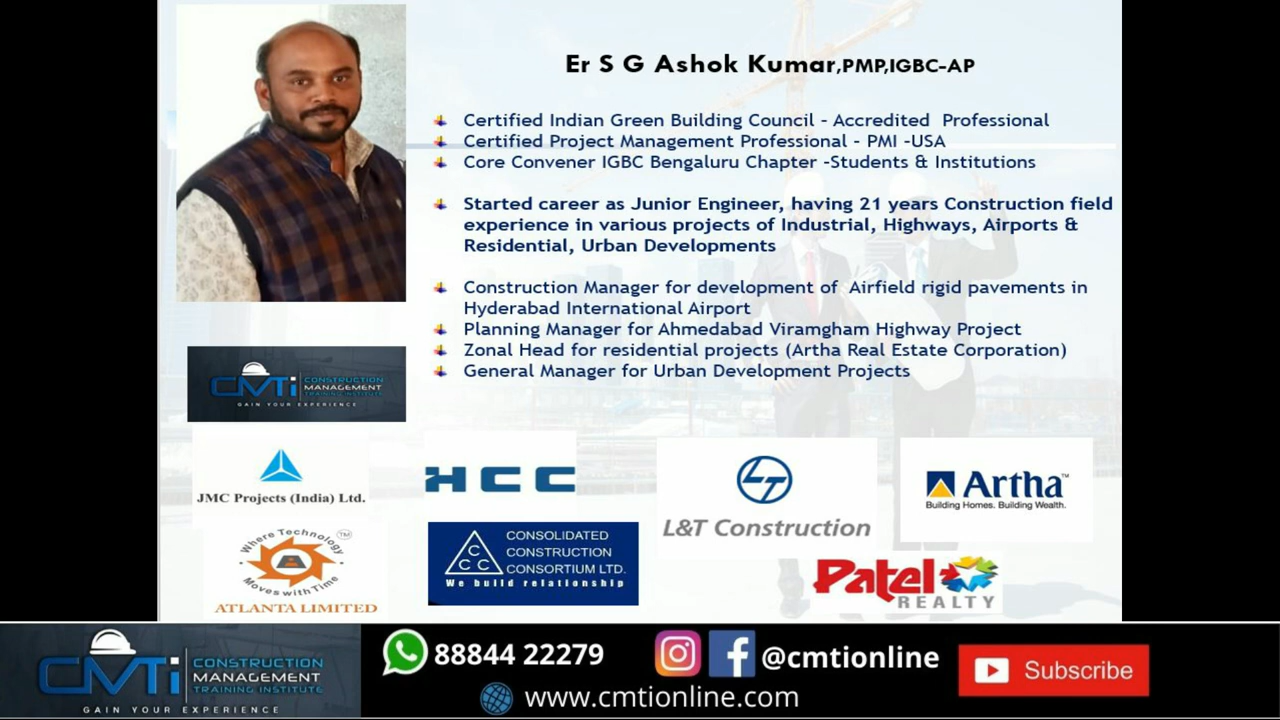 Er S G Ashok Kumar,PMP,IGBC-AP
Certified Indian Green Building Council - Accredited Professional
Certified Project Management Professional - PMI -USA
Core Convener IGBC Bengaluru Chapter -Students & Institutions
Started career as Junior Engineer, having 21 years Construction field
experience in various projects of Industrial, Highways, Airports &
Residential, Urban Developments
Construction Manager for development of Airfield rigid pavements in
Hyderabad International Airport
Planning Manager for Ahmedabad Viramgham Highway Project
Zonal Head for residential projects (Artha Real Estate Corporation)
General Manager for Urban Development Projects
CMTi CONSTRUCTION
MANAGEMENT
TRAINING INSTITUTE
GAIN YOUR EXPERIENCE
JMC Projects (India) Ltd.
HCC
LT
L&T Construction
Artha™
Building Homes. Building Wealth.
Where Technology TM
Moves with Time
ATLANTA LIMITED
C
C C
CONSOLIDATED
CONSTRUCTION
CONSORTIUM LTD.
We build relationship
Patel
REALTY
CMTi CONSTRUCTION
MANAGEMENT
TRAINING INSTITUTE
GAIN YOUR EXPERIENCE
88844 22279
@cmtionline
www.cmtionline.com
Subscribe